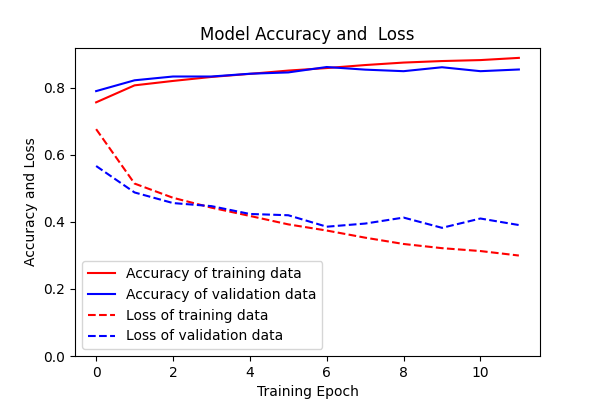 Model Accuracy and  Loss
Accuracy and Loss
0.8
0.6
0.4
0.2
0.0
Accuracy of training data
Accuracy of validation data
Loss of training data
Loss of validation data
0 2 4 6 8 10
Training Epoch